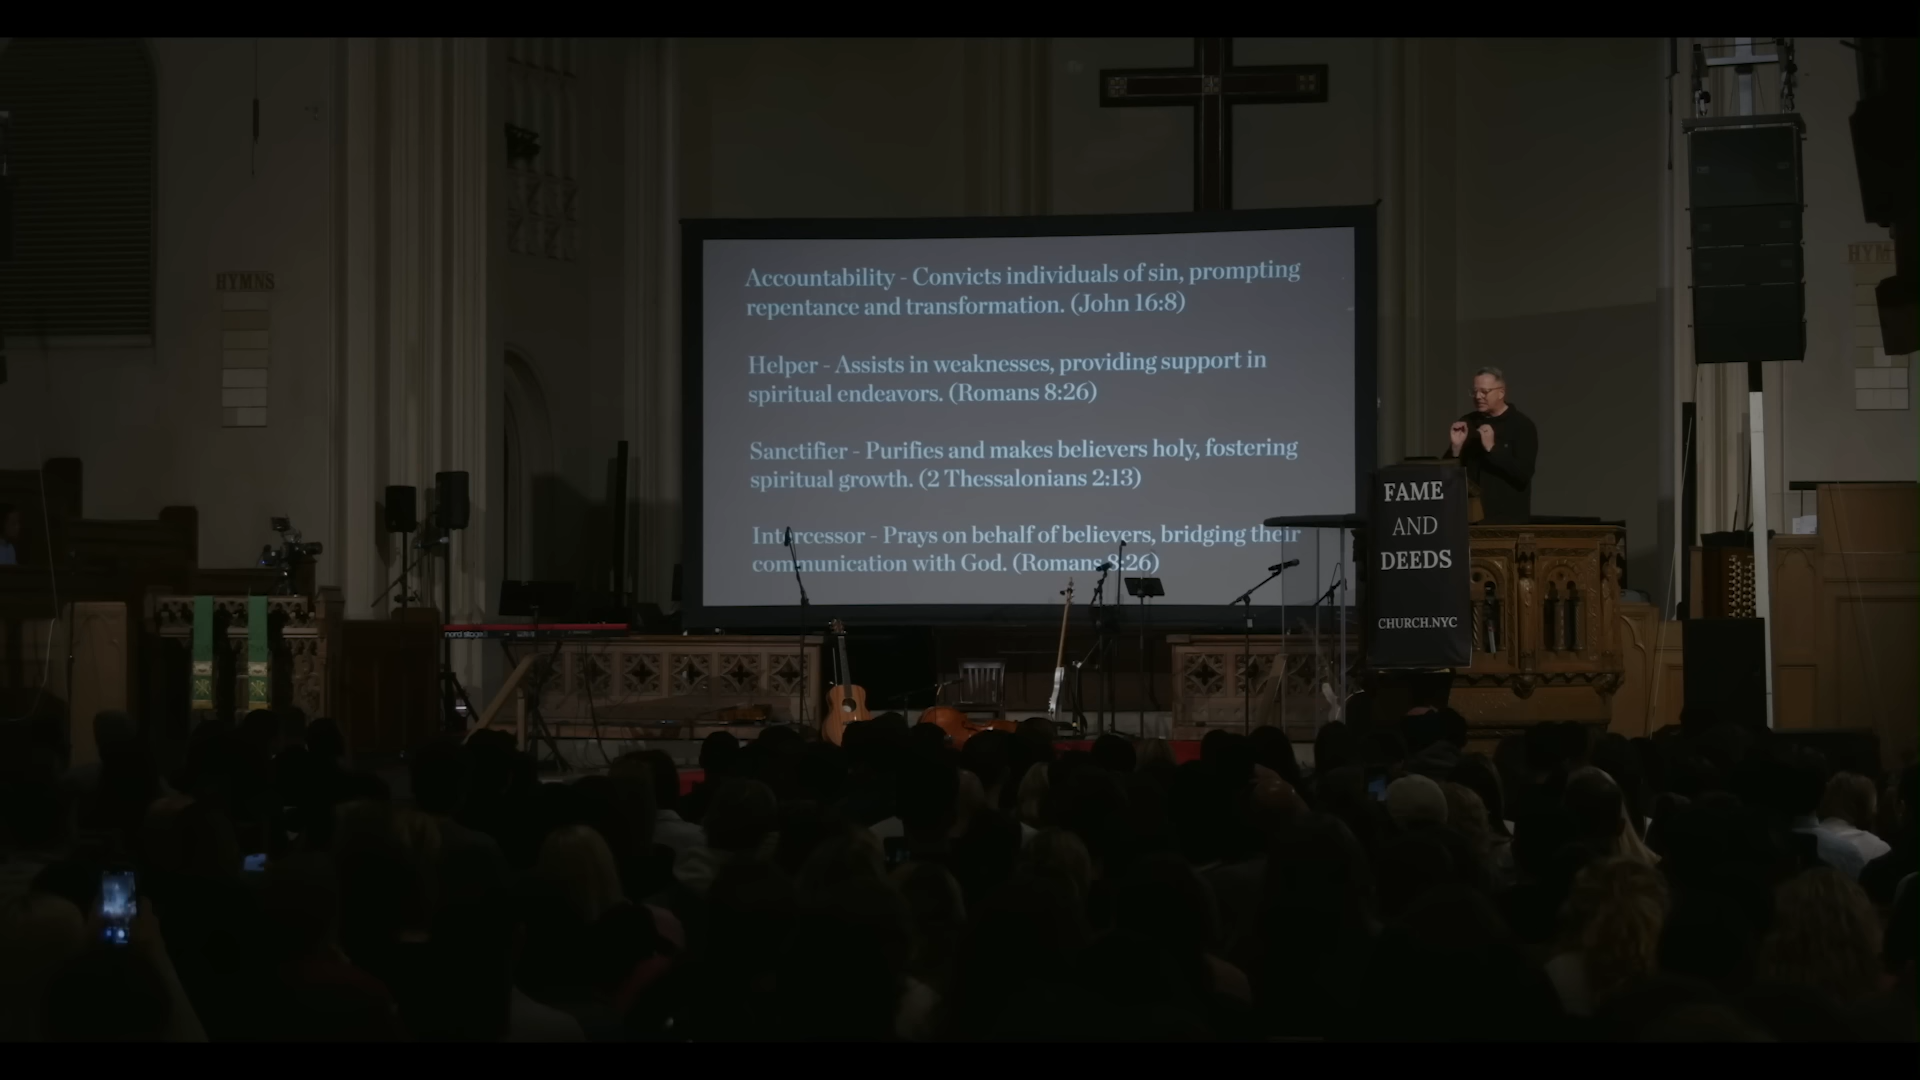 HYMNS
HYM
Accountability - Convicts individuals of sin, prompting
repentance and transformation. (John 16:8)
Helper - Assists in weaknesses, providing support in
spiritual endeavors. (Romans 8:26)
Sanctifier - Purifies and makes believers holy, fostering
spiritual growth. (2 Thessalonians 2:13)
Intercessor - Prays on behalf of believers, bridging their
communication with God. (Romans 8:26)
FAME
AND
DEEDS
CHURCH.NYC
nord stage